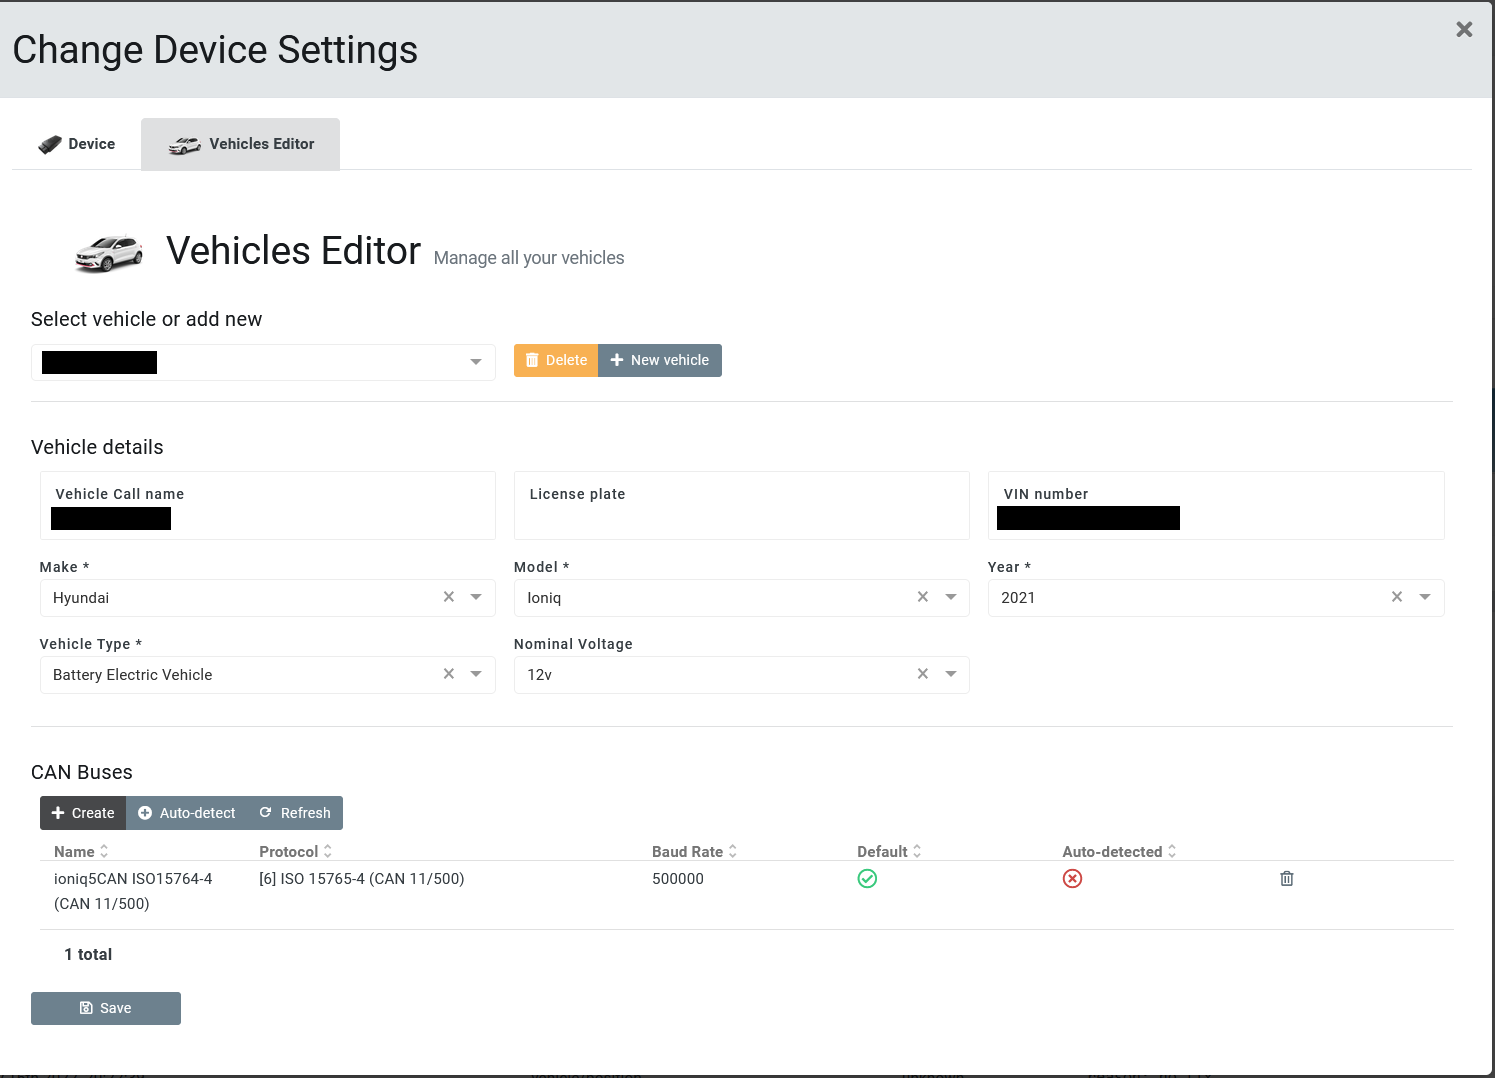 Change Device Settings
Device
Vehicles Editor
Vehicles Editor Manage all your vehicles
Select vehicle or add new
Delete
New vehicle
Vehicle details
Vehicle Call name
License plate
VIN number
Make *
Model *
Year *
Hyundai
Ioniq
2021
Vehicle Type *
Nominal Voltage
Battery Electric Vehicle
12v
CAN Buses
Create
Auto-detect
Refresh
Name
Protocol
Baud Rate
Default
Auto-detected
ioniq5CAN ISO15764-4
(CAN 11/500)
[6] ISO 15765-4 (CAN 11/500)
500000
1 total
Save